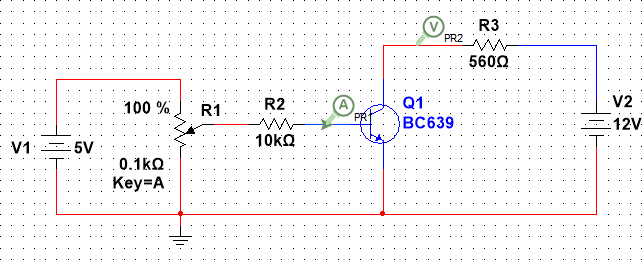 V
PR2
R3
560Ω
100 %
R1
R2
10kΩ
A
PR
Q1
BC639
V2
12V
V1
5V
0.1kΩ
Key=A